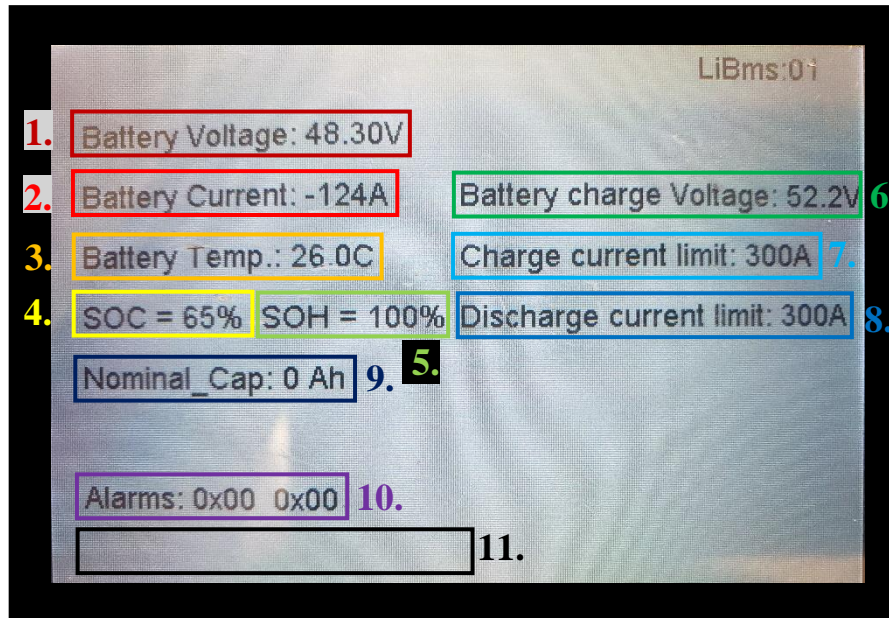 LiBms:01
1. Battery Voltage: 48.30V
2. Battery Current: -124A Battery charge Voltage: 52.2V 6
3. Battery Temp.: 26.0C Charge current limit: 300A 7.
4. SOC = 65% SOH = 100% Discharge current limit: 300A 8.
5.
Nominal_Cap: 0 Ah 9.
Alarms: 0x00 0x00 10.
11.